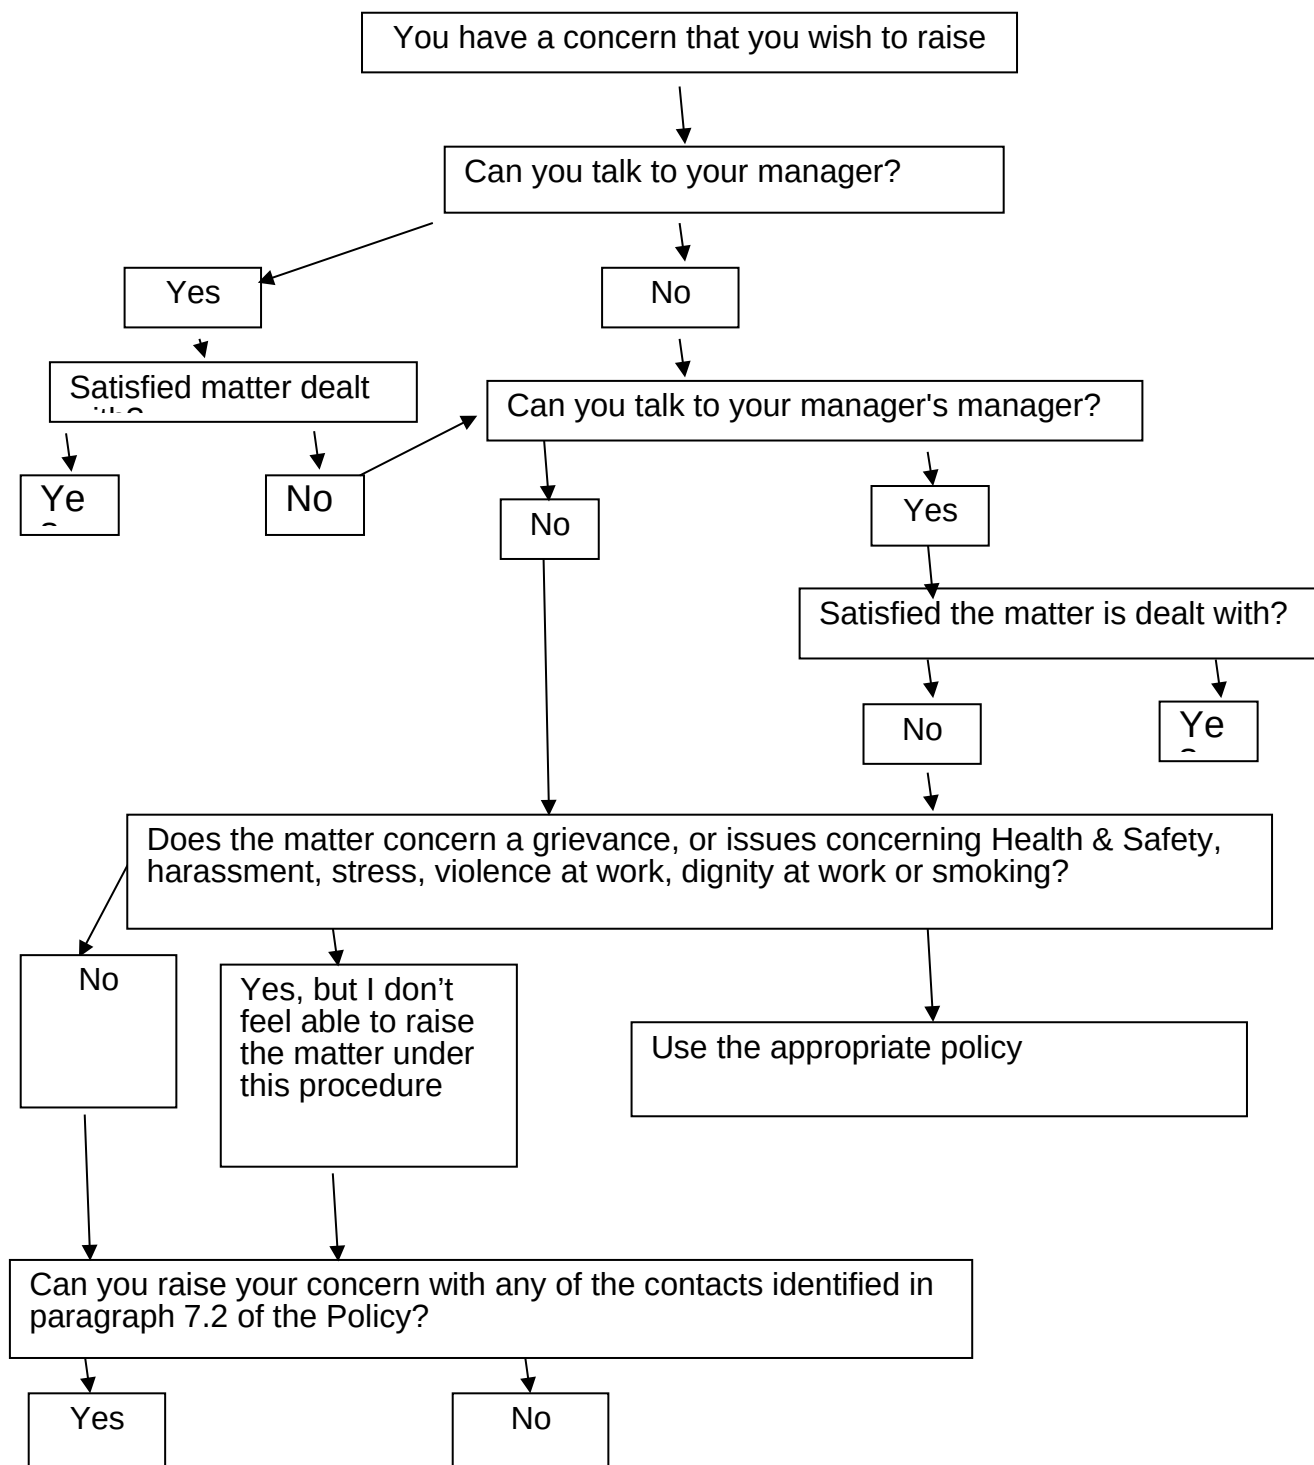 You have a concern that you wish to raise
Can you talk to your manager?
Yes
No
Satisfied matter dealt
Can you talk to your manager's manager?
Ye
No
No
Yes
Satisfied the matter is dealt with?
No
Ye
Does the matter concern a grievance, or issues concerning Health & Safety,
harassment, stress, violence at work, dignity at work or smoking?
No
Yes, but I don’t
feel able to raise
the matter under
this procedure
Use the appropriate policy
Can you raise your concern with any of the contacts identified in
paragraph 7.2 of the Policy?
Yes
No